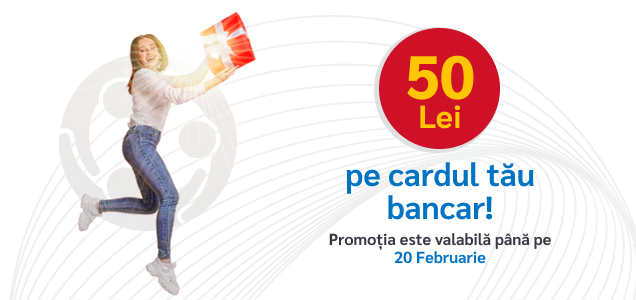 50
Lei
pe cardul tău
bancar!
Promoția este valabilă până pe
20 Februarie